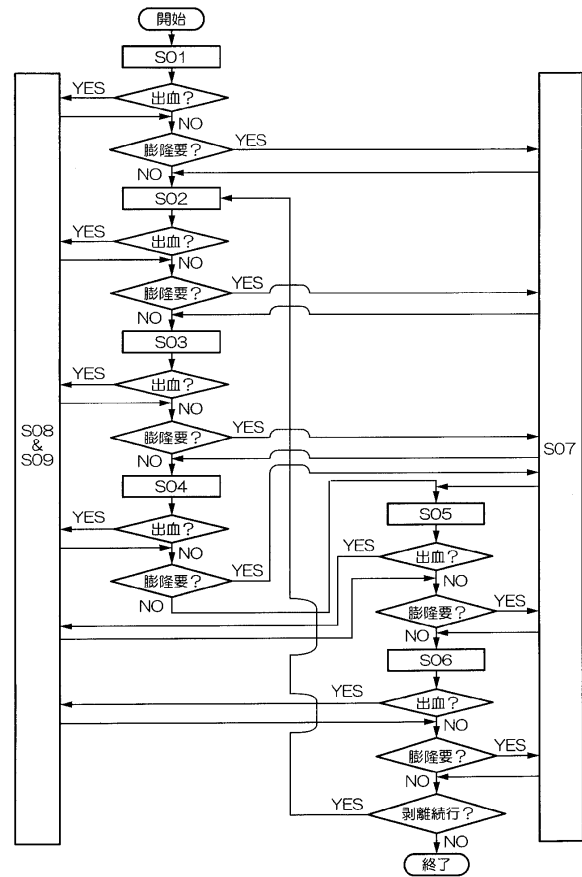 開始
S01
YES
出血?
NO
膨隆要?
YES
NO
S02
YES
出血?
NO
膨隆要?
YES
NO
S03
YES
出血?
NO
膨隆要?
YES
NO
S04
YES
出血?
NO
膨隆要?
YES
NO
S08
&
S09
S07
S05
YES
出血?
NO
膨隆要?
YES
NO
S06
YES
出血?
NO
膨隆要?
YES
NO
YES
剥離続行?
NO
終了